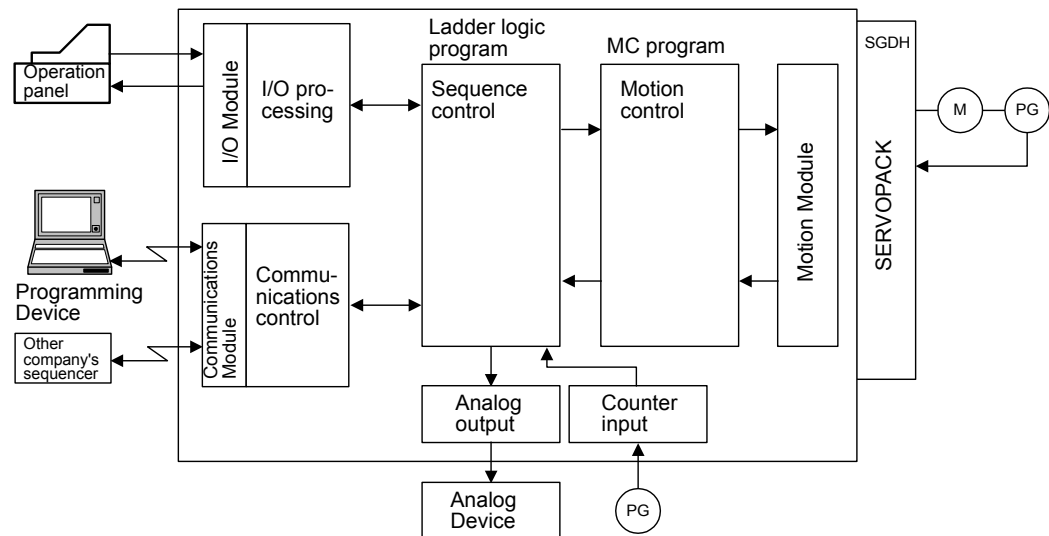 Operation
panel
I/O Module
I/O pro-
cessing
Ladder logic
program
Sequence
control
MC program
Motion
control
Motion Module
SGDH
SERVOPACK
M
PG
Programming
Device
Other
company's
sequencer
Communications
Module
Commu-
nications
control
Analog
output
Counter
input
Analog
Device
PG